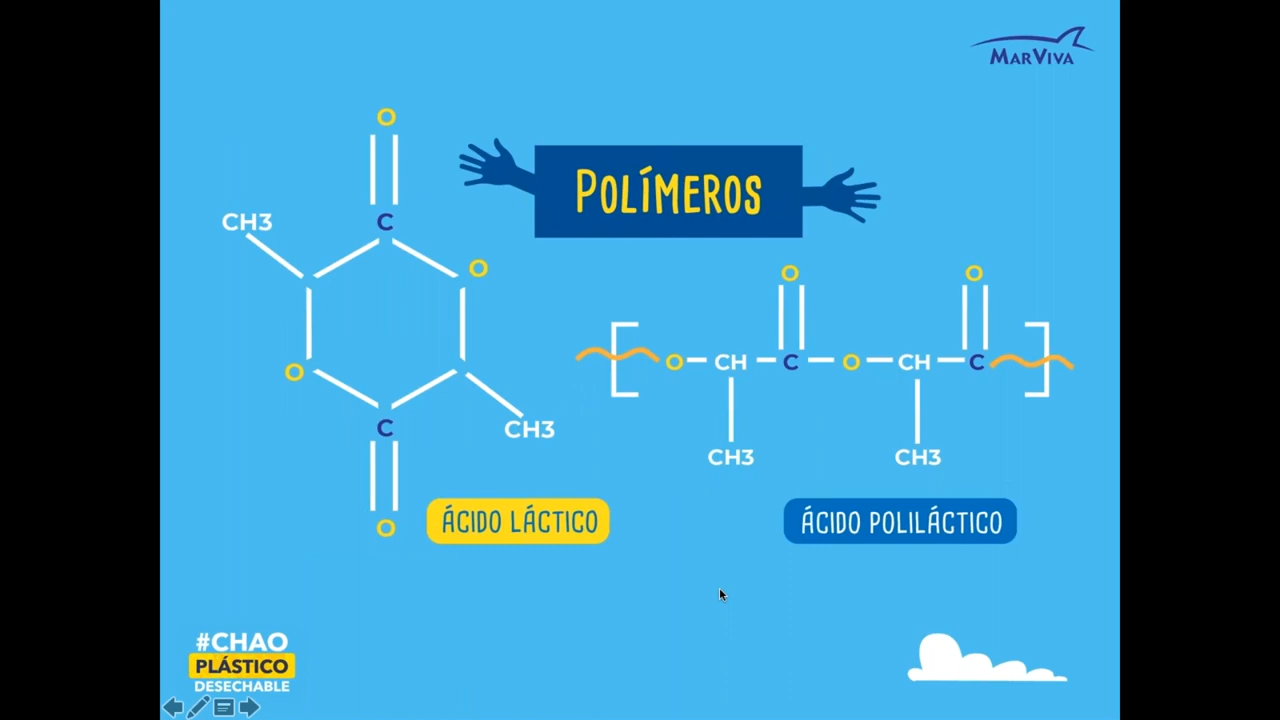 MARVIVA
POLÍMEROS
O
C
CH3
O
O
CH3
C
O
ÁCIDO LÁCTICO
O O
O CH C O CH C
CH3 CH3
ÁCIDO POLILÁCTICO
#CHAO
PLÁSTICO
DESECHABLE